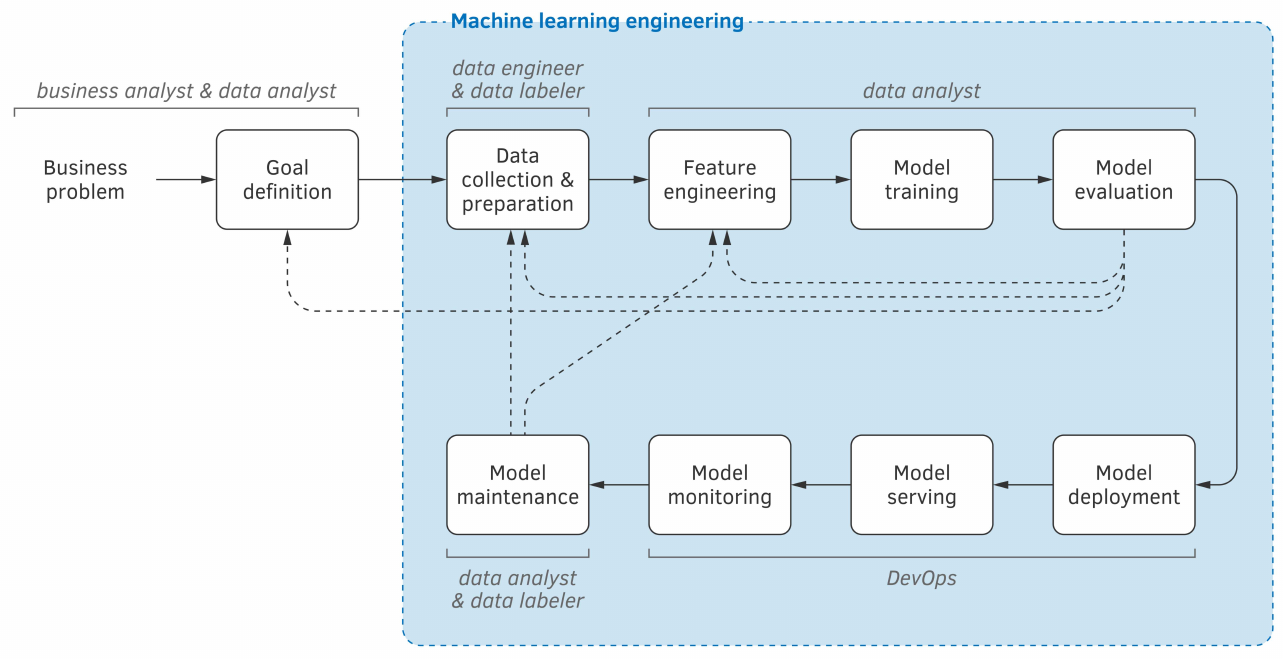 Machine learning engineering
business analyst & data analyst
data engineer
& data labeler
data analyst
Business
problem
Goal
definition
Data
collection &
preparation
Feature
engineering
Model
training
Model
evaluation
Model
maintenance
Model
monitoring
Model
serving
Model
deployment
data analyst
& data labeler
DevOps